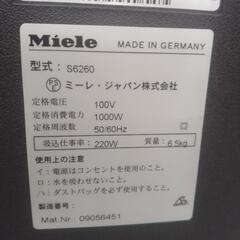 Miele MADE IN GERMANY
型式： S6260
PSE ミーレ・ジャパン株式会社
定格電圧 100V
定格消費電力 1000W
定格周波数 50/60Hz
吸込仕事率： 220W 質量： 6.5kg
使用上の注意
イ：電源はコンセントを使用のこと。
ロ：水を吸わせないこと。
ハ：ダストバッグを必ず使用すること。
製造番号：
Mat.Nr.: 09056451